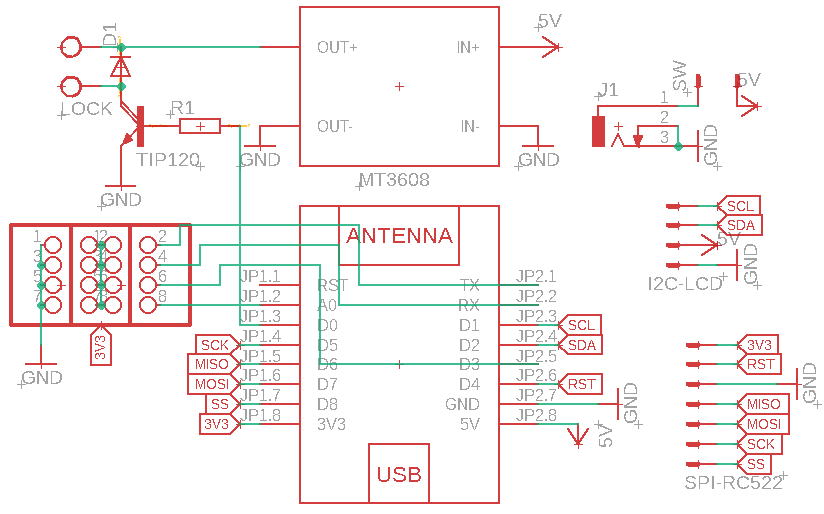 D1
LOCK
R1
TIP120
GND
GND
OUT+
IN+
OUT-
IN-
MT3608
5V
GND
J1
SW
1
2
3
5V
GND
SCL
SDA
5V
GND
I2C-LCD
ANTENNA
1
3
5
7
2
4
6
8
3V3
GND
JP1.1
JP1.2
JP1.3
JP1.4
JP1.5
JP1.6
JP1.7
JP1.8
SCK
MISO
MOSI
SS
3V3
RST
A0
D0
D5
D6
D7
D8
3V3
TX
RX
D1
D2
D3
D4
GND
5V
JP2.1
JP2.2
JP2.3
JP2.4
JP2.5
JP2.6
JP2.7
JP2.8
SCL
SDA
RST
GND
5V
USB
3V3
RST
GND
MISO
MOSI
SCK
SS
SPI-RC522